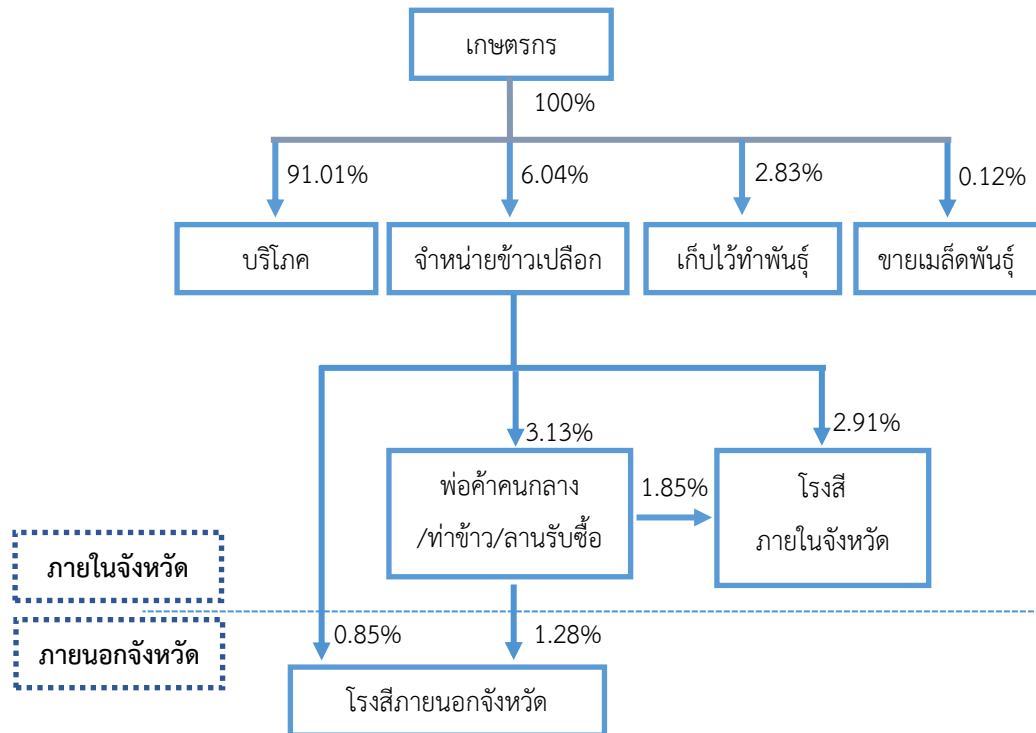 เกษตรกร
100%
91.01%
6.04%
2.83%
0.12%
บริโภค
จำหน่ายข้าวเปลือก
เก็บไว้ทำพันธุ์
ขายเมล็ดพันธุ์
3.13%
2.91%
พ่อค้าคนกลาง
/ท่าข้าว/ลานรับซื้อ
1.85%
โรงสี
ภายในจังหวัด
ภายในจังหวัด
ภายนอกจังหวัด
0.85%
1.28%
โรงสีภายนอกจังหวัด